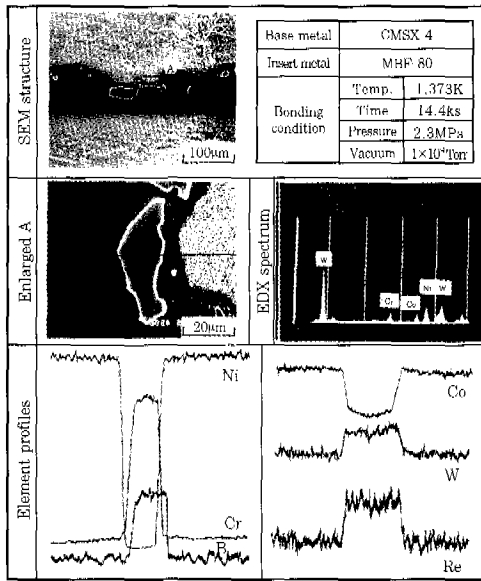 SEM structure
100μm
Base metal CMSX 4
Insert metal MBF 80
Bonding condition
Temp. 1,373K
Time 14.4ks
Pressure 2.3MPa
Vacuum Torr
Enlarged A
20μm
EDX spectrum
W
Cr
Co
Ni
W
Element profiles
Ni
Cr
B
Co
W
Re